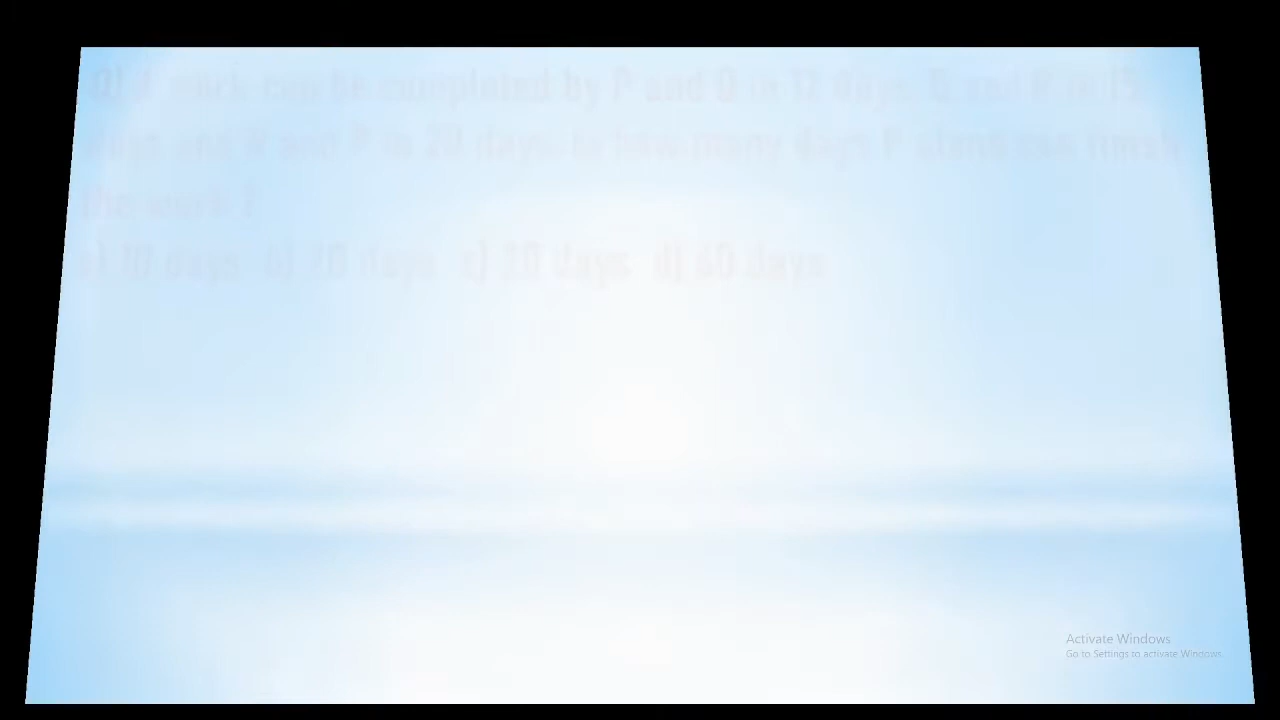 work can be completed by P and Q in 12 days, and R in 15
days and R and P in 20 days. In how many days P alone can finish
the work ?
a) 10 days b) 20 days c) 30 days d) 60 days
Activate Windows
Go to Settings to activate Windows.